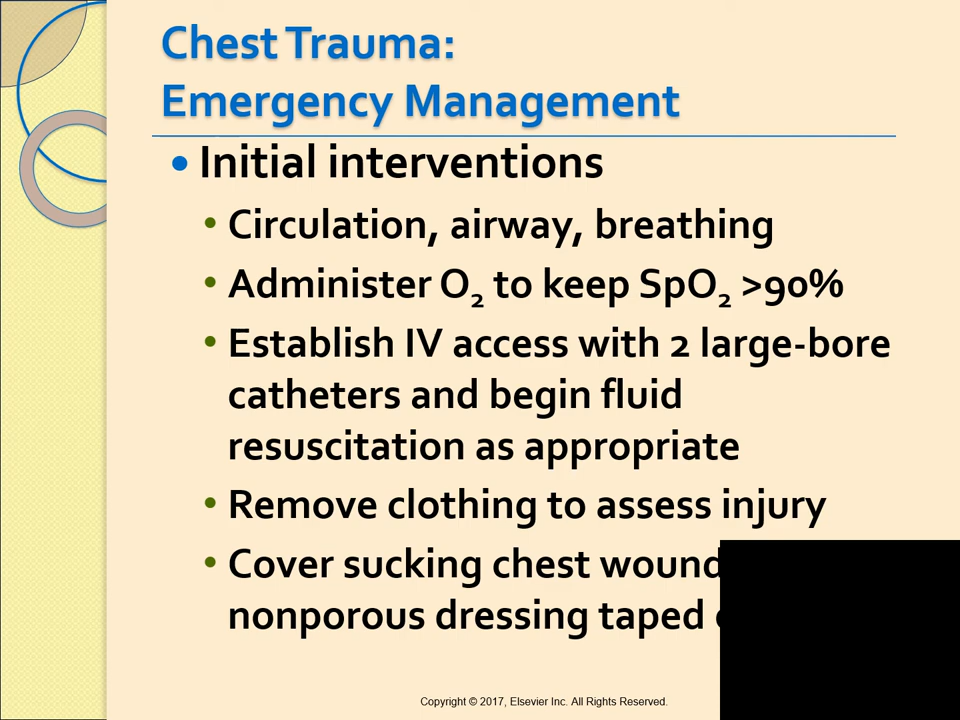 Chest Trauma:
Emergency Management
• Initial interventions
• Circulation, airway, breathing
• Administer O₂ to keep SpO₂ >90%
• Establish IV access with 2 large-bore
catheters and begin fluid
resuscitation as appropriate
• Remove clothing to assess injury
• Cover sucking chest wound
nonporous dressing taped
Copyright © 2017, Elsevier Inc. All Rights Reserved.